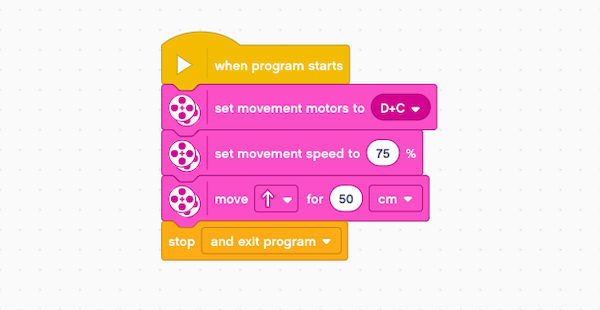 when program starts
set movement motors to D+C
set movement speed to 75 %
move for 50 cm
stop and exit program